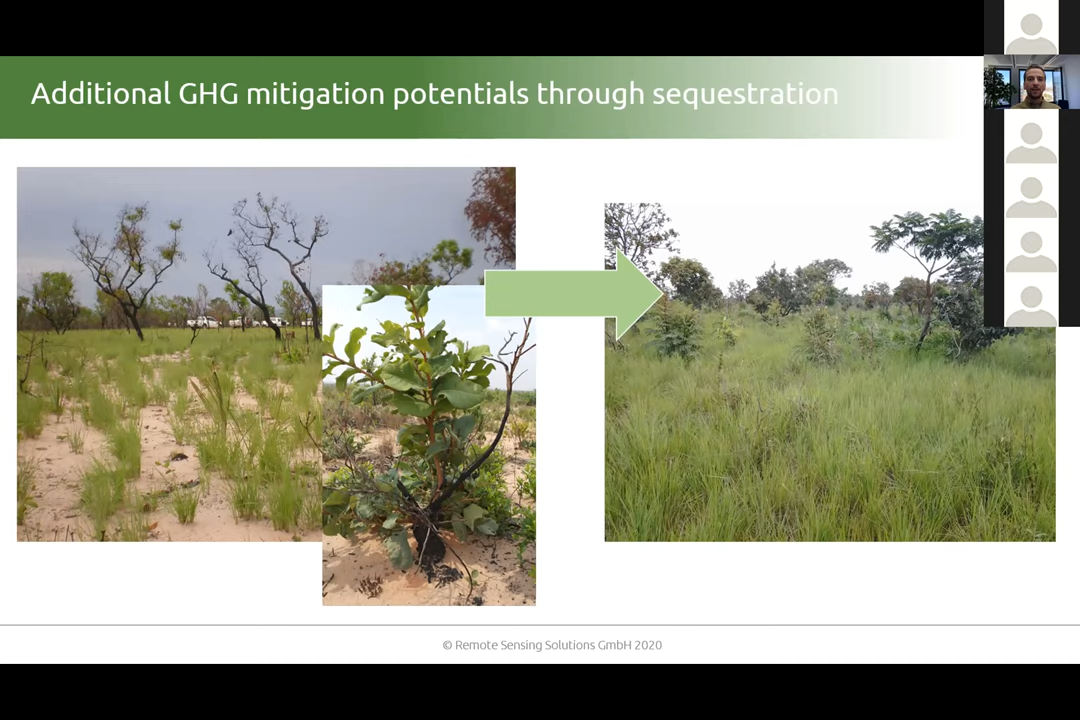 Additional GHG mitigation potentials through sequestration
© Remote Sensing Solutions GmbH 2020